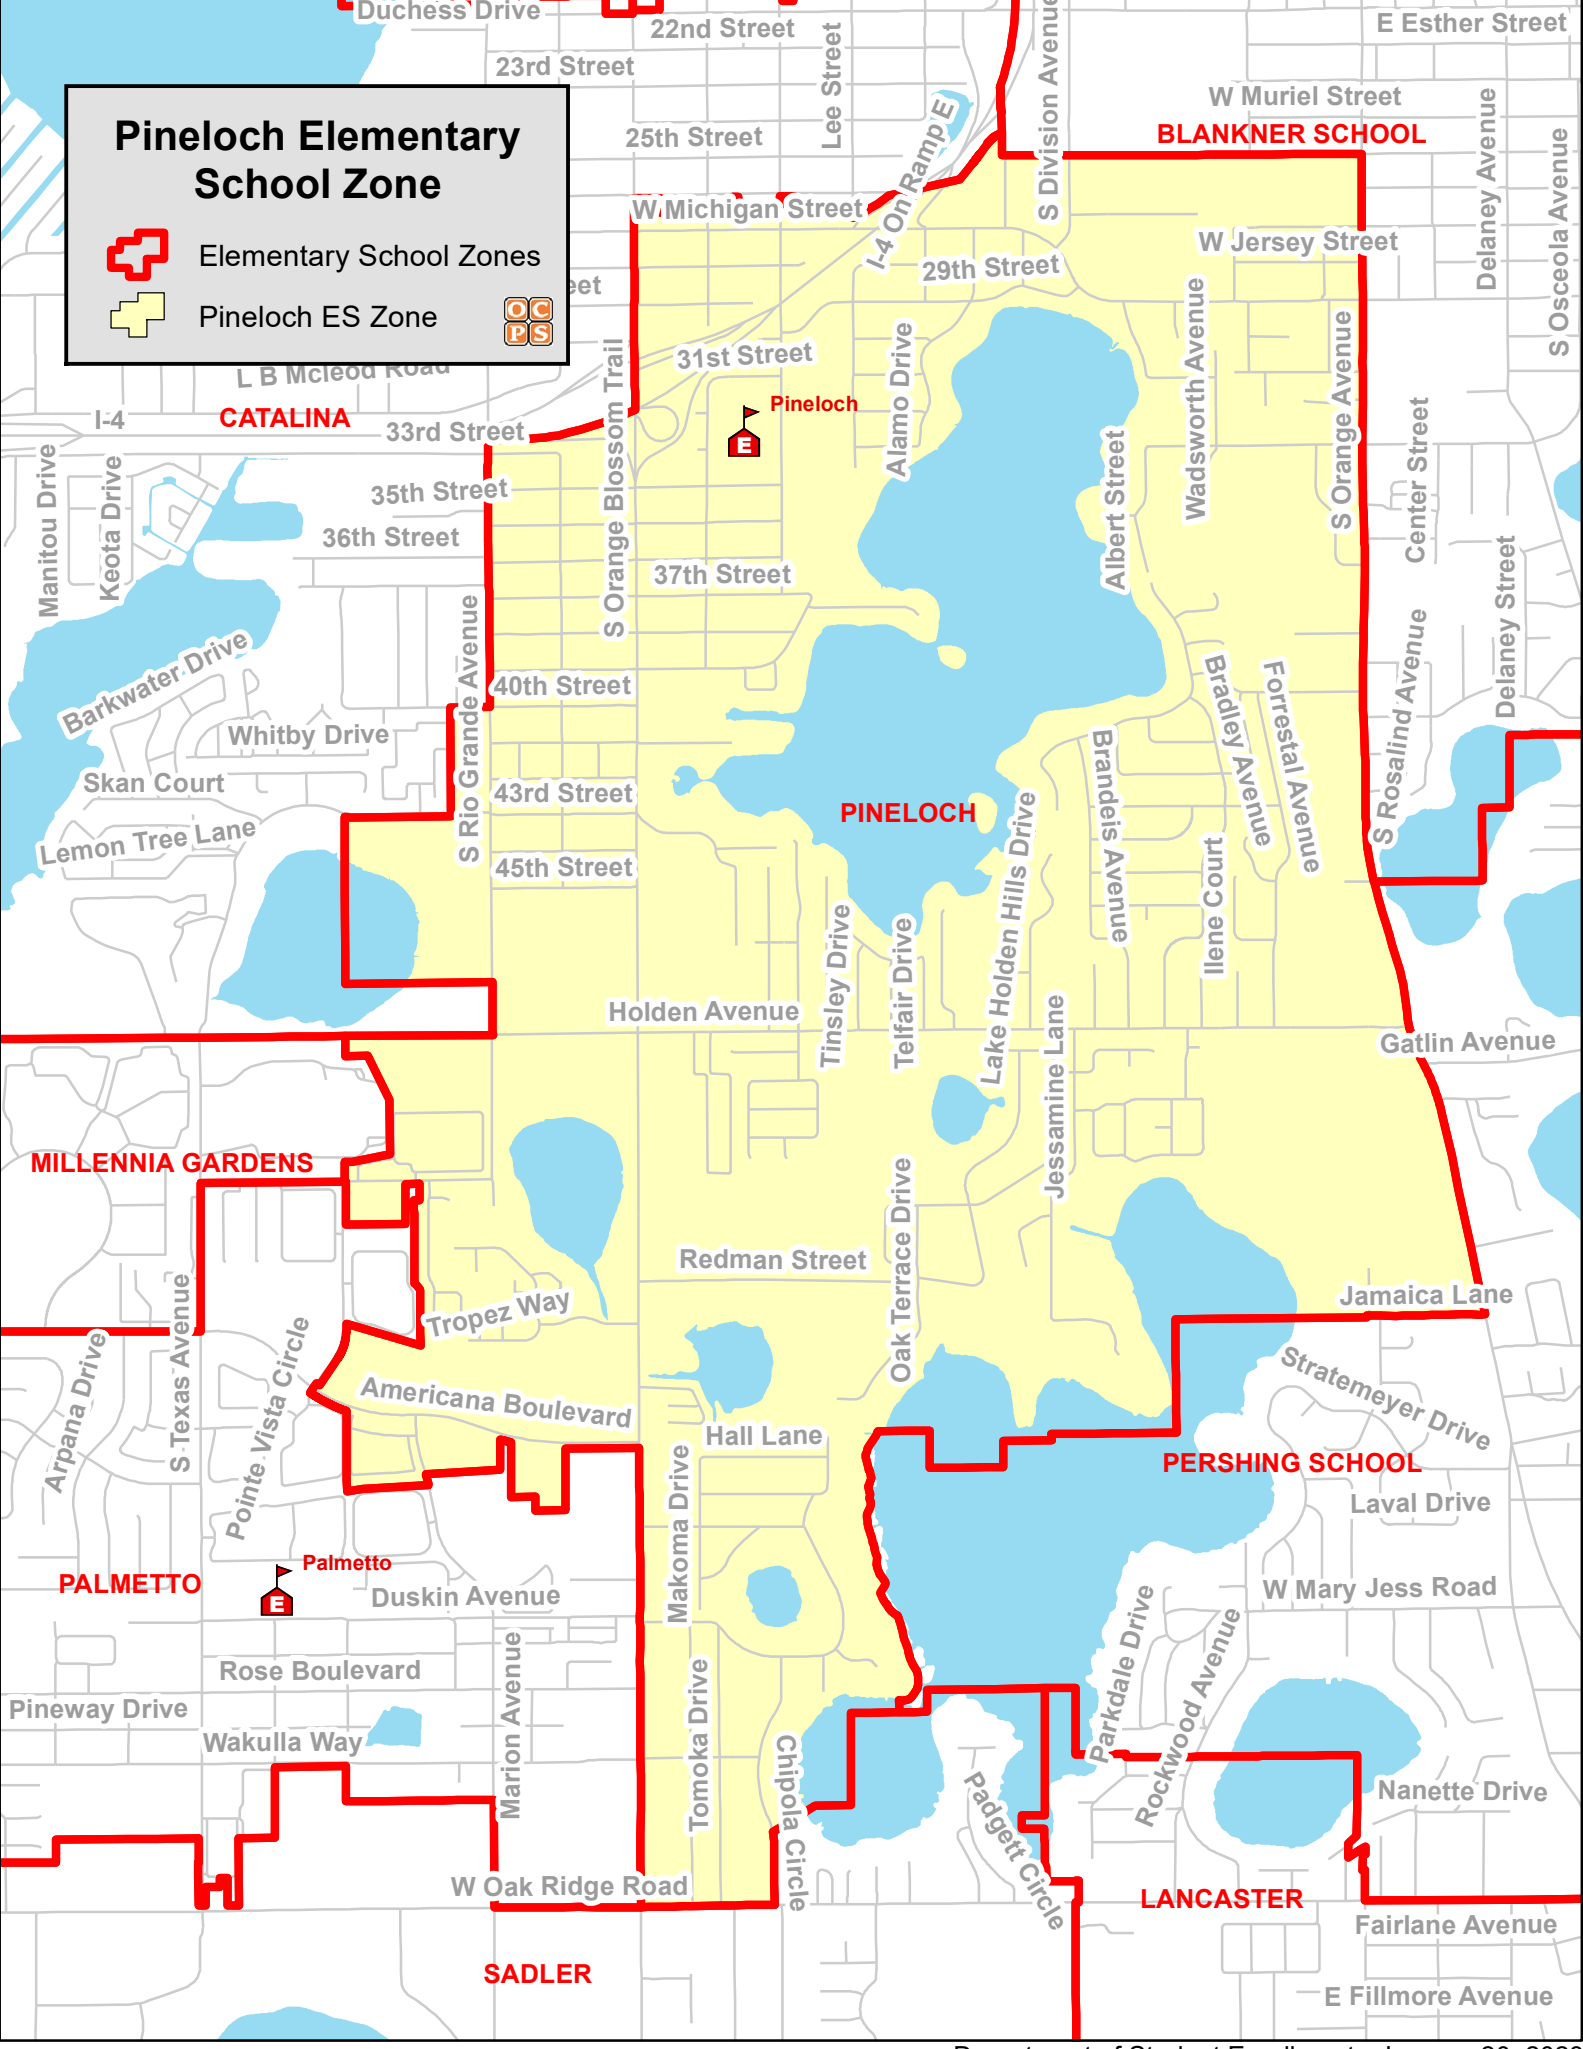 Duchess Drive
22nd Street
E Esther Street
23rd Street
Lee Street
S Division Avenue
W Muriel Street
Delaney Avenue
Pineloch Elementary
School Zone
Elementary School Zones
Pineloch ES Zone
OC
PS
25th Street
BLANKNER SCHOOL
I-4 On Ramp E
S Osceola Avenue
W Michigan Street
W Jersey Street
29th Street
eet
31st Street
L B Mcleod Road
I-4
CATALINA
33rd Street
Pineloch
E
Alamo Drive
Wadsworth Avenue
S Orange Avenue
S Orange Blossom Trail
Center Street
Manitou Drive
Keota Drive
35th Street
36th Street
Albert Street
37th Street
Delaney Street
Barkwater Drive
S Rio Grande Avenue
40th Street
Bradley Avenue
Forrestal Avenue
S Rosalind Avenue
Whitby Drive
Skan Court
43rd Street
PINELOCH
Brandeis Avenue
Lemon Tree Lane
45th Street
Lake Holden Hills Drive
Ilene Court
Tinsley Drive
Telfair Drive
Holden Avenue
Jessamine Lane
Gatlin Avenue
MILLENNIA GARDENS
Oak Terrace Drive
Redman Street
Jamaica Lane
Tropez Way
S Texas Avenue
Arpana Drive
Pointe Vista Circle
Americana Boulevard
Stratemeyer Drive
Hall Lane
PERSHING SCHOOL
Makoma Drive
Laval Drive
Palmetto
E
PALMETTO
Duskin Avenue
W Mary Jess Road
Parkdale Drive
Rockwood Avenue
Rose Boulevard
Marion Avenue
Tomoka Drive
Pineway Drive
Wakulla Way
Chipola Circle
Padgett Circle
Nanette Drive
W Oak Ridge Road
LANCASTER
Fairlane Avenue
SADLER
E Fillmore Avenue